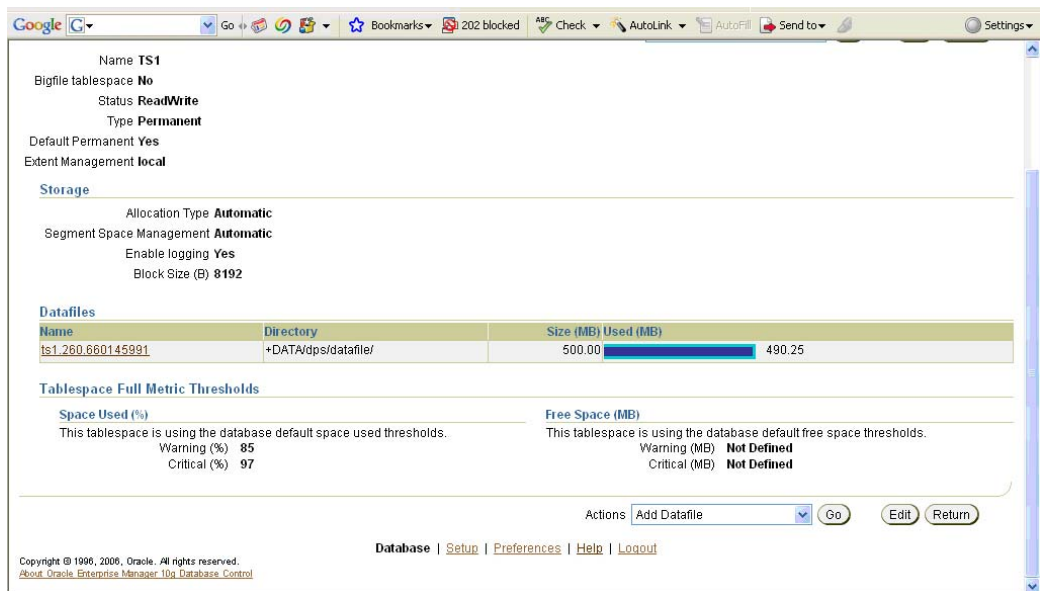 Google G Go Bookmarks 202 blocked ABC Check AutoLink AutoFill Send to Settings
Name TS1
Bigfile tablespace No
Status ReadWrite
Type Permanent
Default Permanent Yes
Extent Management local
Storage
Allocation Type Automatic
Segment Space Management Automatic
Enable logging Yes
Block Size (B) 8192
Datafiles
Name Directory Size (MB) Used (MB)
ts1.260.660145991 +DATA/dps/datafile/ 500.00 490.25
Tablespace Full Metric Thresholds
Space Used (%) Free Space (MB)
This tablespace is using the database default space used thresholds. This tablespace is using the database default free space thresholds.
Warning (%) 85 Warning (MB) Not Defined
Critical (%) 97 Critical (MB) Not Defined
Actions Add Datafile Go Edit Return
Database | Setup | Preferences | Help | Logout
Copyright © 1996, 2006, Oracle. All rights reserved.
About Oracle Enterprise Manager 10g Database Control